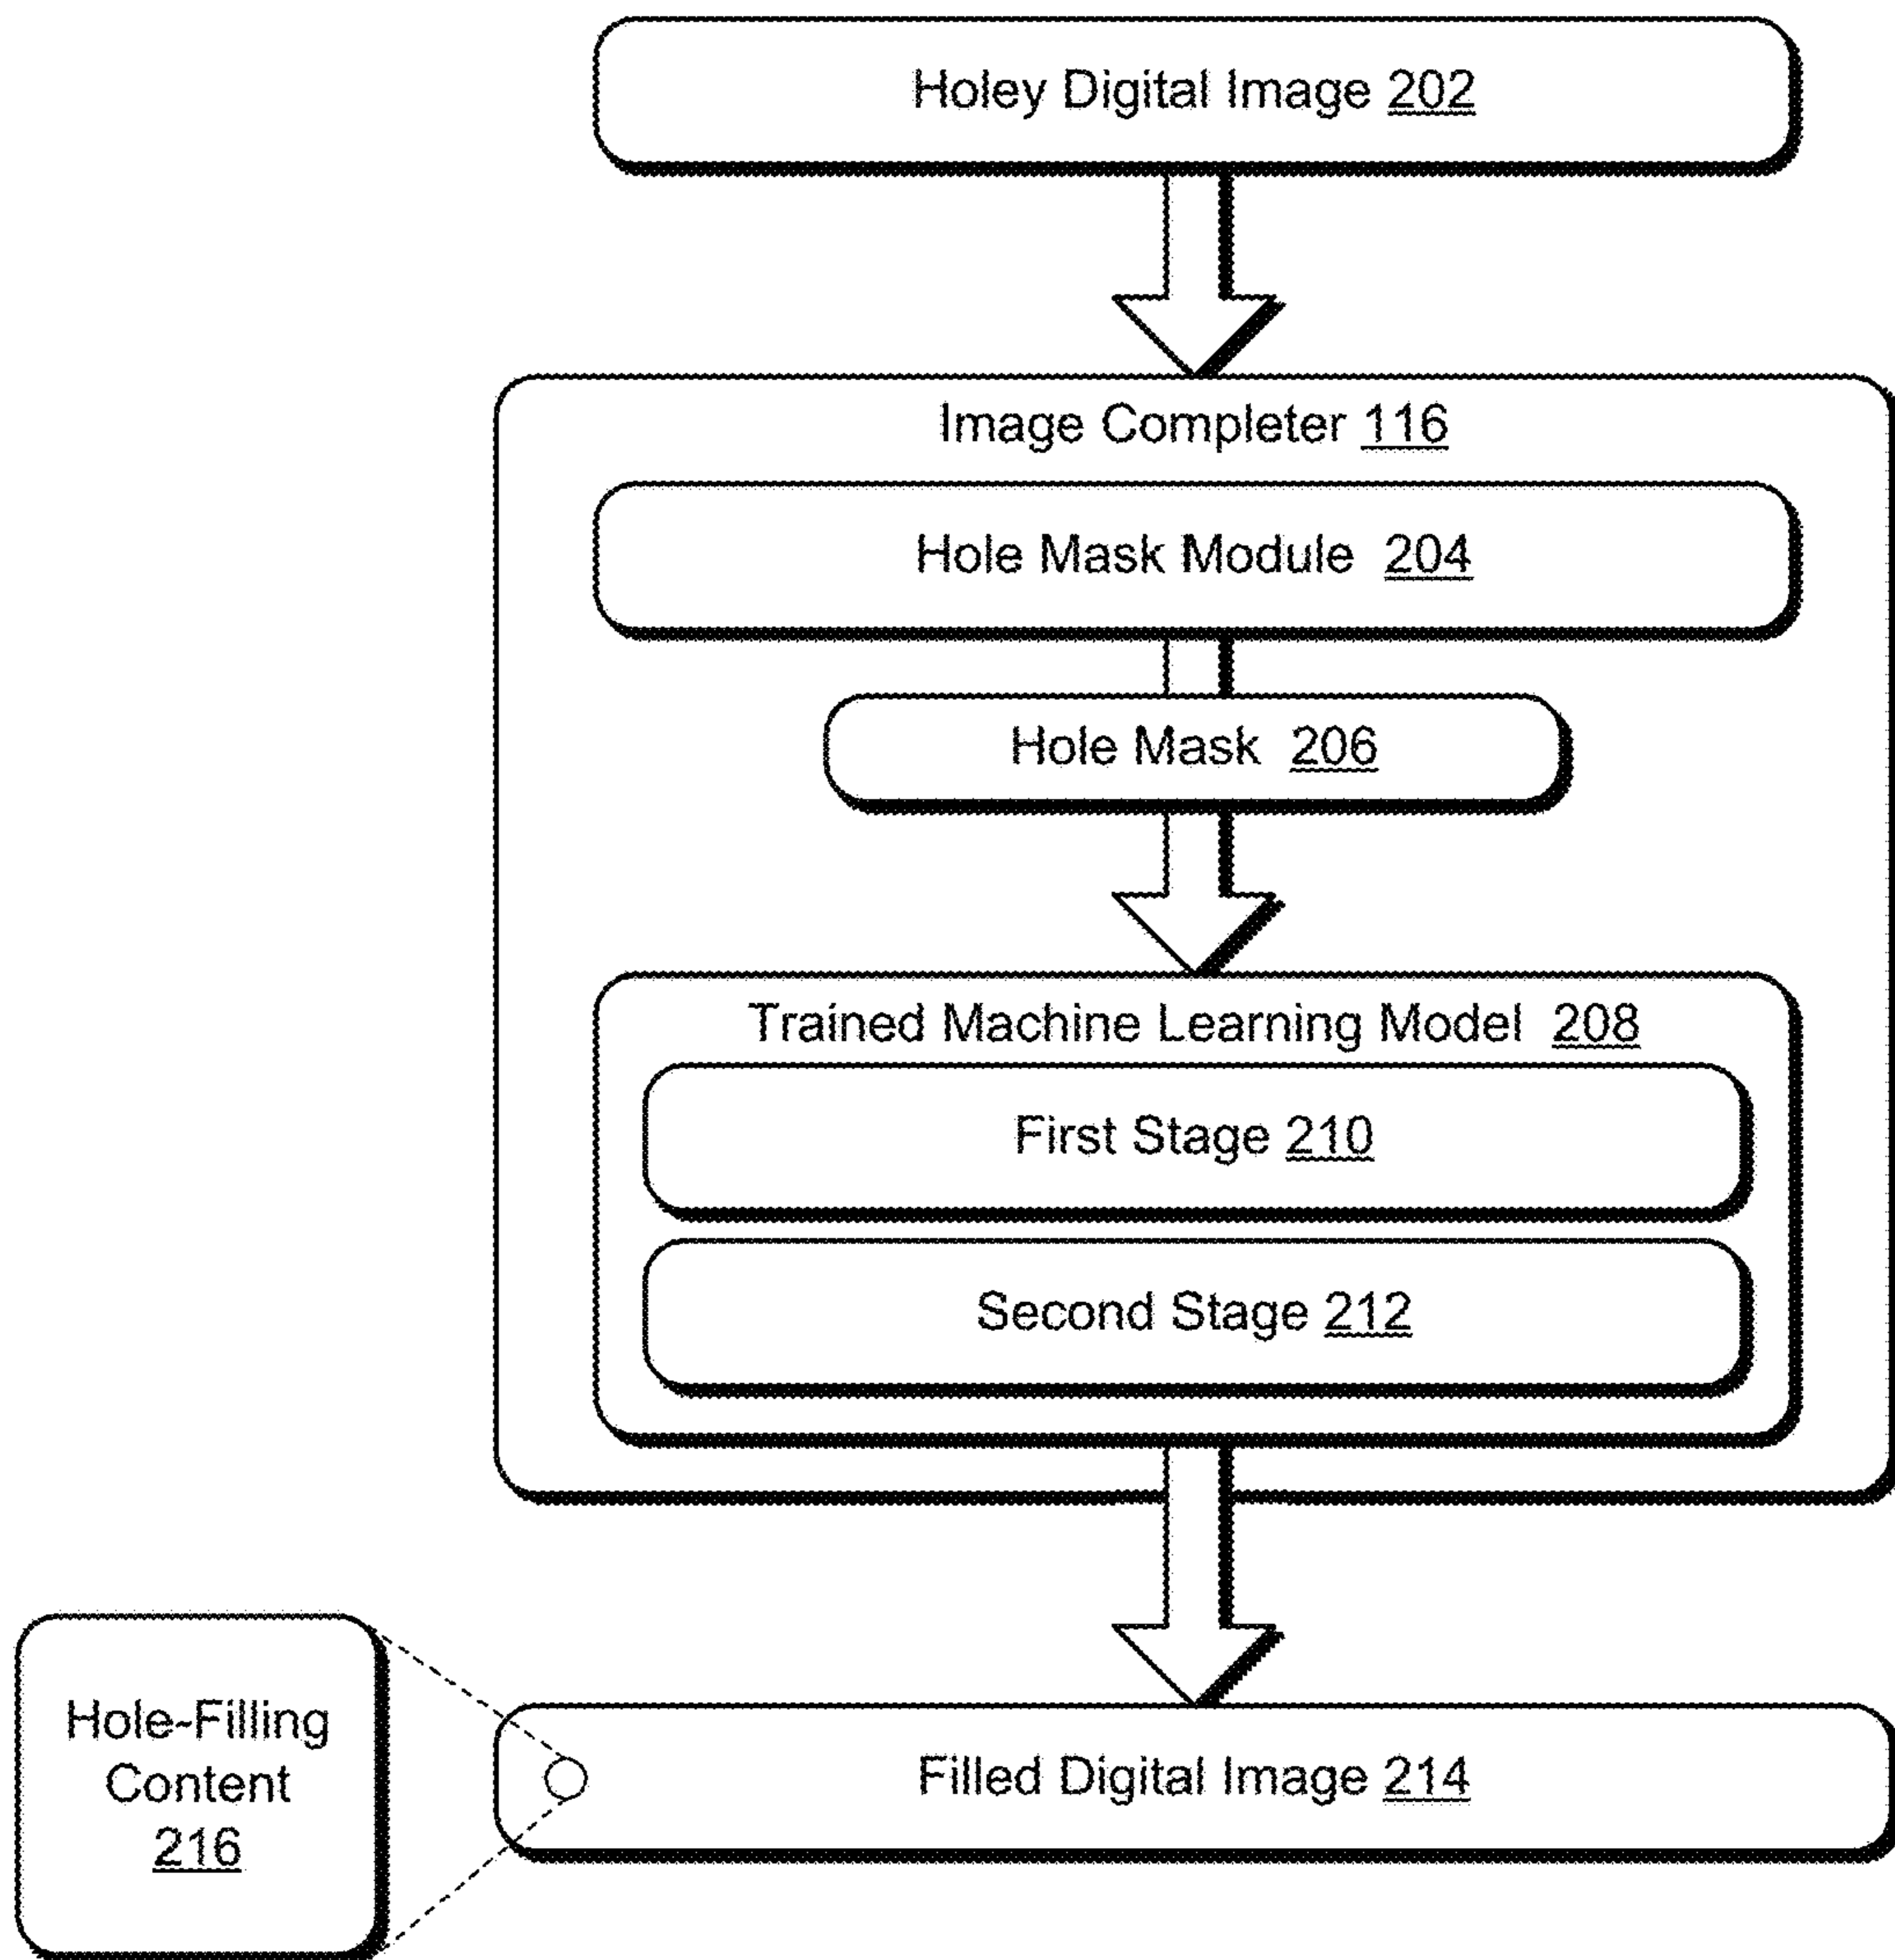 Holey Digital Image 202
Image Completer 116
Hole Mask Module 204
Hole Mask 206
Trained Machine Learning Model 208
First Stage 210
Second Stage 212
Hole-Filling
Content
216
Filled Digital Image 214